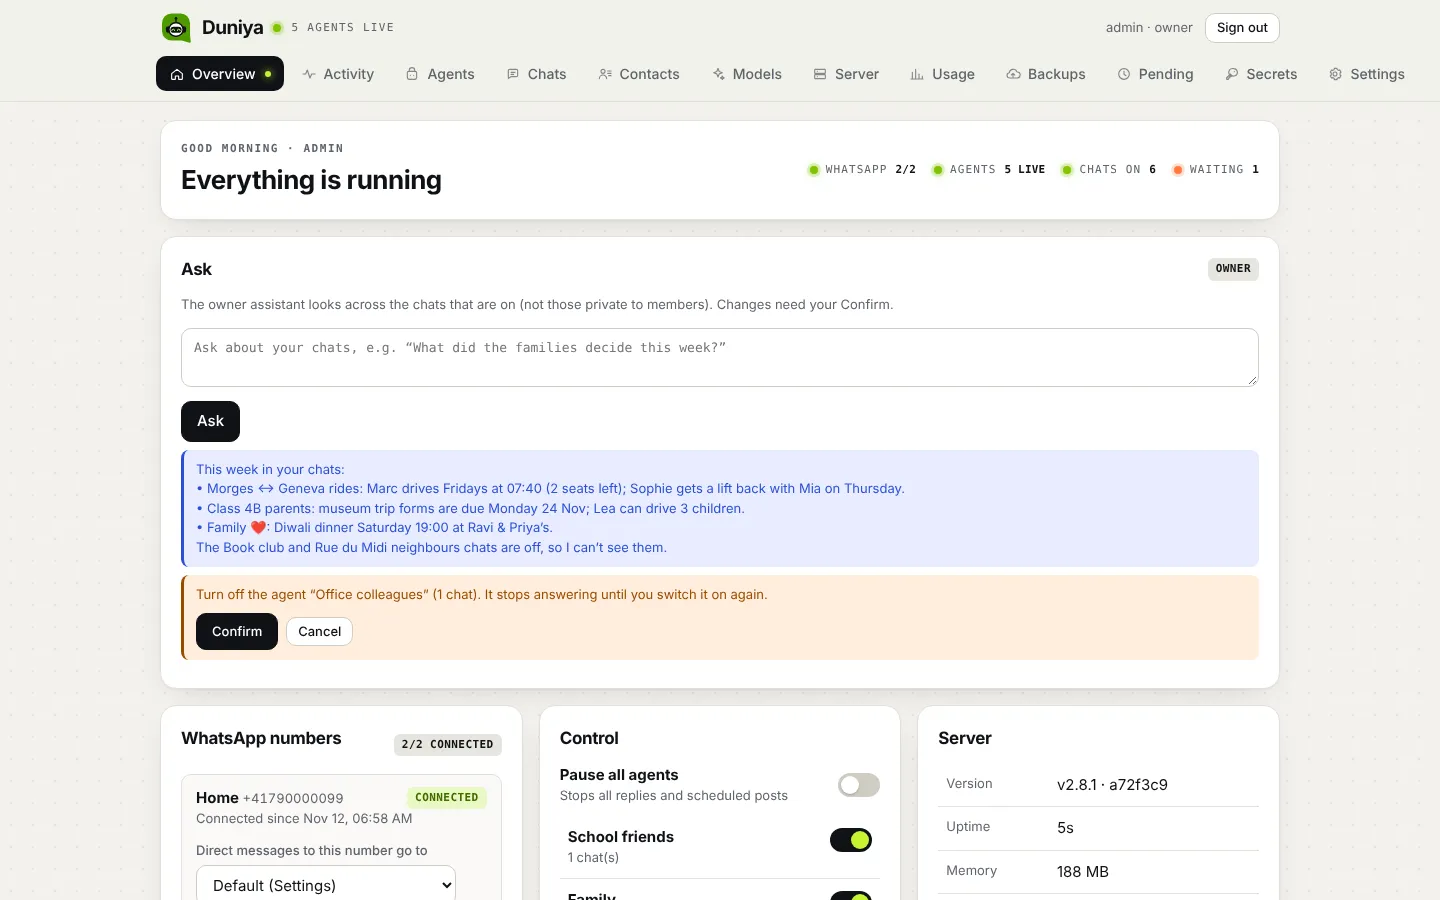 Duniya
5 AGENTS LIVE
admin · owner
Sign out
Overview
Activity
Agents
Chats
Contacts
Models
Server
Usage
Backups
Pending
Secrets
Settings
GOOD MORNING · ADMIN
Everything is running
WHATSAPP 2/2
AGENTS 5 LIVE
CHATS ON 6
WAITING 1
Ask
OWNER
The owner assistant looks across the chats that are on (not those private to members). Changes need your Confirm.
Ask about your chats, e.g. “What did the families decide this week?”
Ask
This week in your chats:
• Morges ↔ Geneva rides: Marc drives Fridays at 07:40 (2 seats left); Sophie gets a lift back with Mia on Thursday.
• Class 4B parents: museum trip forms are due Monday 24 Nov; Lea can drive 3 children.
• Family ❤️: Diwali dinner Saturday 19:00 at Ravi & Priya’s.
The Book club and Rue du Midi neighbours chats are off, so I can’t see them.
Turn off the agent “Office colleagues” (1 chat). It stops answering until you switch it on again.
Confirm
Cancel
WhatsApp numbers
2/2 CONNECTED
Home +41790000099
CONNECTED
Connected since Nov 12, 06:58 AM
Direct messages to this number go to
Default (Settings)
Control
Pause all agents
Stops all replies and scheduled posts
School friends
1 chat(s)
Family
Server
Version
v2.8.1 · a72f3c9
Uptime
5s
Memory
188 MB